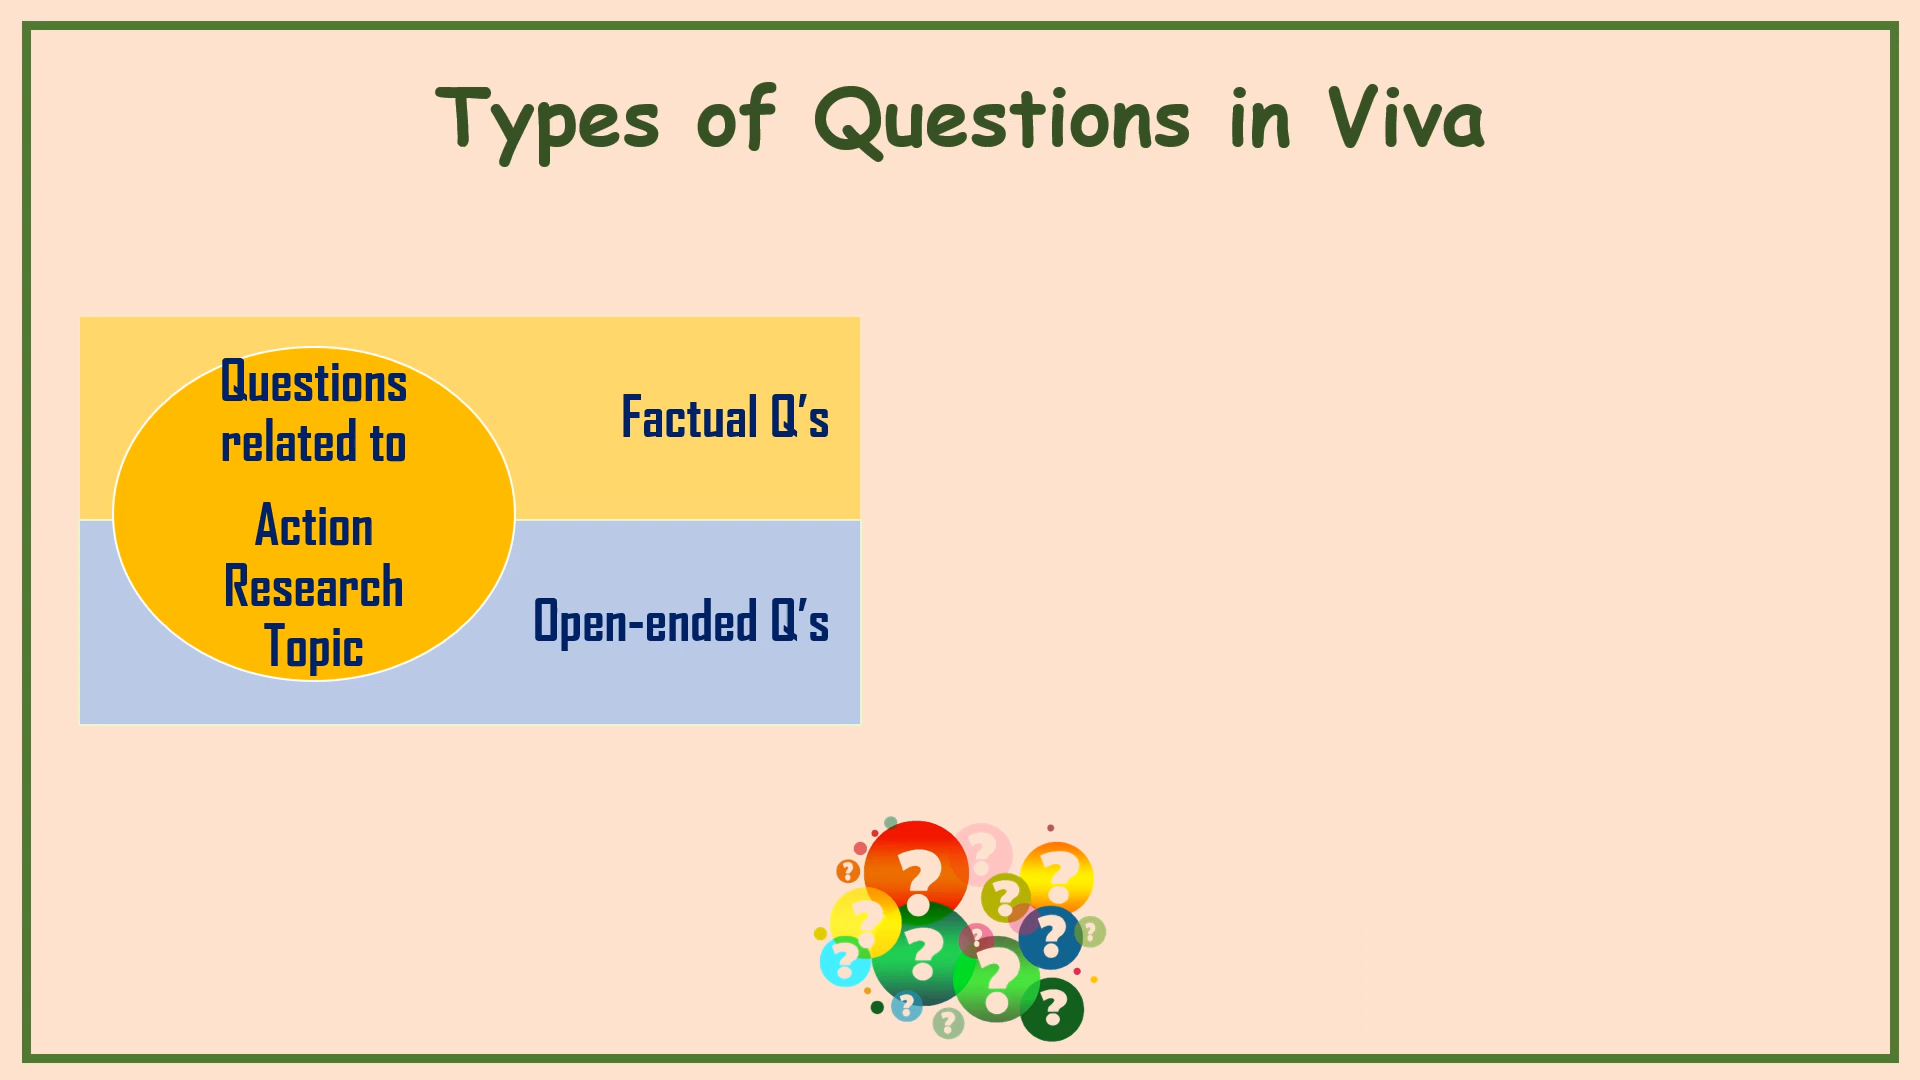 Types of Questions in Viva
Questions
related to
Action
Research
Topic
Factual Q’s
Open-ended Q’s
? ? ? ? ? ? ? ? ? ? ? ? ? ? ?